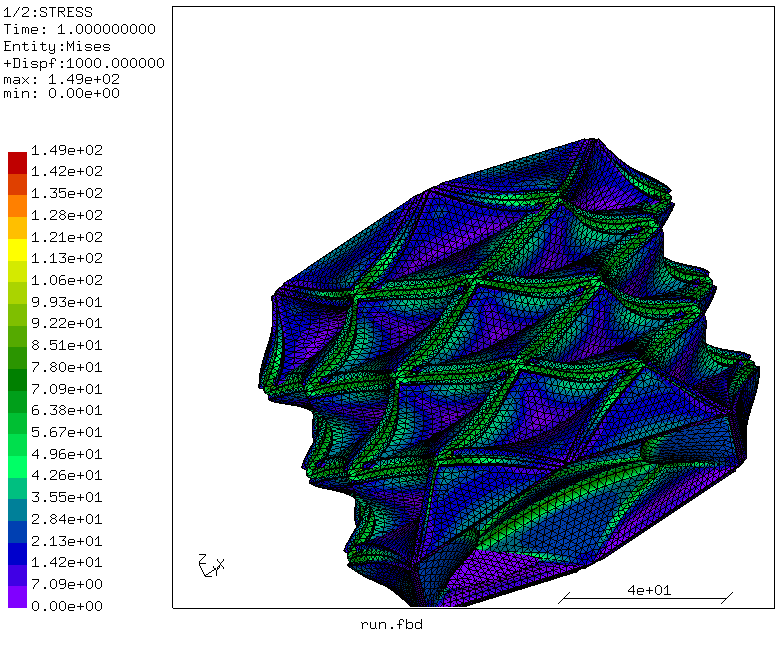 1/2:STRESS
Time: 1.000000000
Entity:Mises
+Dispf:1000.000000
max: 1.49e+02
min: 0.00e+00
1.49e+02
1.42e+02
1.35e+02
1.28e+02
1.21e+02
1.13e+02
1.06e+02
9.93e+01
9.22e+01
8.51e+01
7.80e+01
7.09e+01
6.38e+01
5.67e+01
4.96e+01
4.26e+01
3.55e+01
2.84e+01
2.13e+01
1.42e+01
7.09e+00
0.00e+00
Z
Y X
4e+01
run.fbd